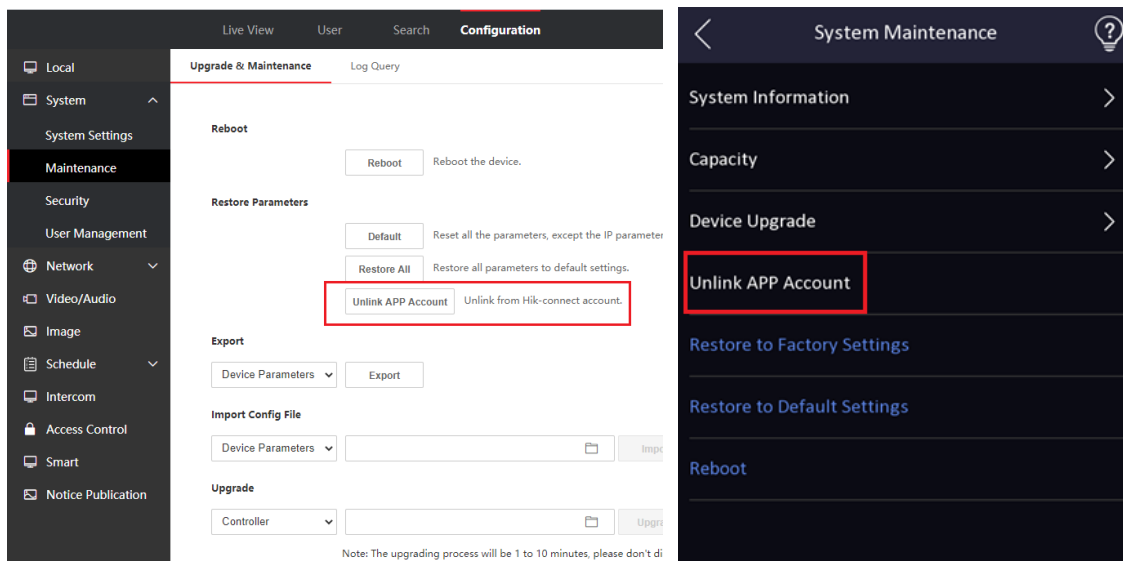 Live View User Search Configuration
Local
System
System Settings
Maintenance
Security
User Management
Network
Video/Audio
Image
Schedule
Intercom
Access Control
Smart
Notice Publication
Upgrade & Maintenance Log Query
Reboot
Reboot Reboot the device.
Restore Parameters
Default Reset all the parameters, except the IP parameter
Restore All Restore all parameters to default settings.
Unlink APP Account Unlink from Hik-connect account.
Export
Device Parameters Export
Import Config File
Device Parameters Impo
Upgrade
Controller Upgra
Note: The upgrading process will be 1 to 10 minutes, please don't di
System Maintenance
System Information
Capacity
Device Upgrade
Unlink APP Account
Restore to Factory Settings
Restore to Default Settings
Reboot